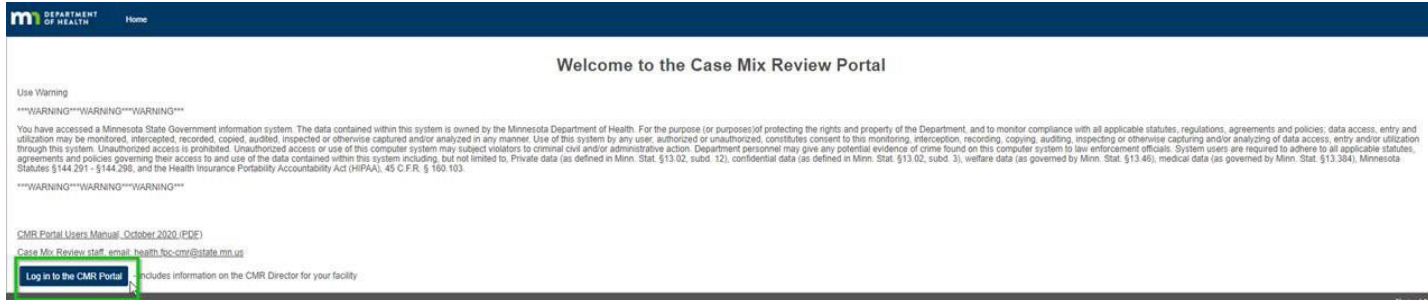 DEPARTMENT
OF HEALTH
Home
Welcome to the Case Mix Review Portal
Use Warning
***WARNING***WARNING***WARNING***
You have accessed a Minnesota State Government information system. The data contained within this system is owned by the Minnesota Department of Health. For the purpose (or purposes)of protecting the rights and property of the Department, and to monitor compliance with all applicable statutes, regulations, agreements and policies; data access, entry and
utilization may be monitored, intercepted, recorded, copied, audited, inspected or otherwise captured and/or analyzed in any manner. Use of this system by any user, authorized or unauthorized, constitutes consent to this monitoring, interception, recording, copying, auditing, inspecting or otherwise capturing and/or analyzing of data access, entry and/or utilization
through this system. Unauthorized access is prohibited. Unauthorized access or use of this computer system may subject violators to criminal civil and/or administrative action. Department personnel may give any potential evidence of crime found on this computer system to law enforcement officials. System users are required to adhere to all applicable statutes,
agreements and policies governing their access to and use of the data contained within this system including, but not limited to, Private data (as defined in Minn. Stat. §13.02, subd. 12), confidential data (as defined in Minn. Stat. §13.02, subd. 3), welfare data (as governed by Minn. Stat. §13.46), medical data (as governed by Minn. Stat. §13.384), Minnesota
Statutes §144.291 - §144.298, and the Health Insurance Portability Accountability Act (HIPAA), 45 C.F.R. § 160.103.
***WARNING***WARNING***WARNING***
CMR Portal Users Manual, October 2020 (PDF)
Case Mix Review staff, email: health.fpc-cmr@state.mn.us
Log in to the CMR Portal - includes information on the CMR Director for your facility